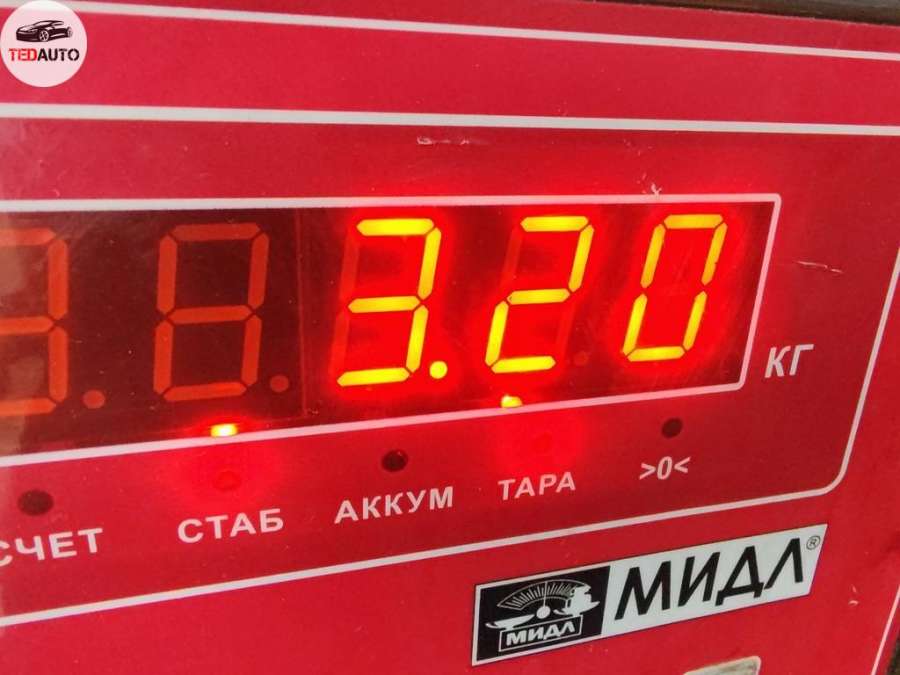 TEDAUTO
3.20
КГ
СЧЕТ СТАБ АККУМ ТАРА >0<
МИДЛ®
МИДЛ